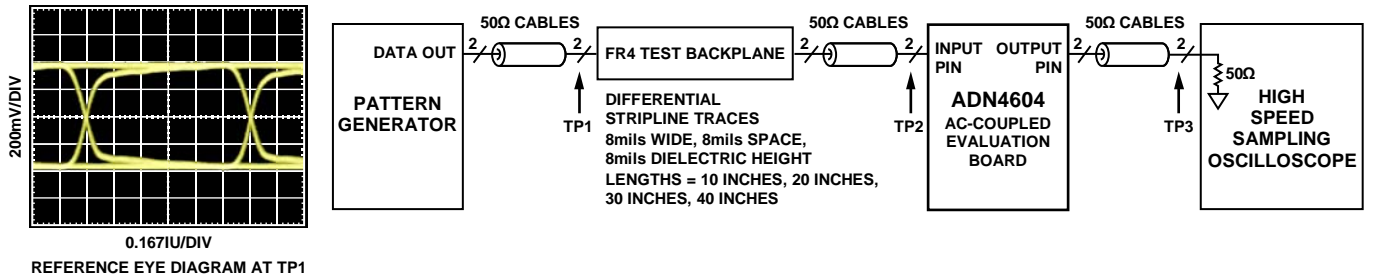 200mV/DIV
0.167IU/DIV
REFERENCE EYE DIAGRAM AT TP1
DATA OUT
PATTERN
GENERATOR
50Ω CABLES
2
2
TP1
FR4 TEST BACKPLANE
DIFFERENTIAL
STRIPLINE TRACES
8mils WIDE, 8mils SPACE,
8mils DIELECTRIC HEIGHT
LENGTHS = 10 INCHES, 20 INCHES,
30 INCHES, 40 INCHES
50Ω CABLES
2
2
TP2
INPUT OUTPUT
PIN PIN
ADN4604
AC-COUPLED
EVALUATION
BOARD
50Ω CABLES
2
2
TP3
50Ω
HIGH
SPEED
SAMPLING
OSCILLOSCOPE